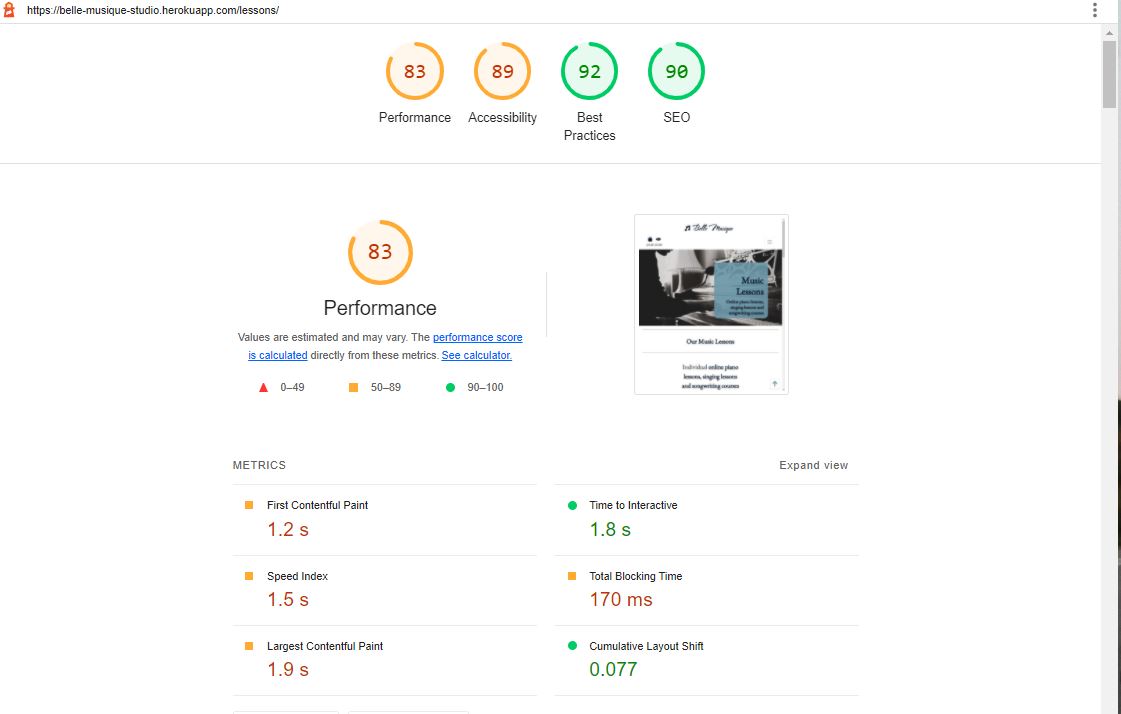 https://belle-musique-studio.herokuapp.com/lessons/
83
89
92
90
Performance
Accessibility
Best
Practices
SEO
83
Performance
Values are estimated and may vary. The performance score
is calculated directly from these metrics. See calculator.
0–49
50–89
90–100
Belle Musique
Music
Lessons
Online piano lessons,
singing lessons and
songwriting courses
Our Music Lessons
Individual online piano
lessons, singing lessons
and songwriting courses
METRICS
Expand view
First Contentful Paint
1.2 s
Time to Interactive
1.8 s
Speed Index
1.5 s
Total Blocking Time
170 ms
Largest Contentful Paint
1.9 s
Cumulative Layout Shift
0.077